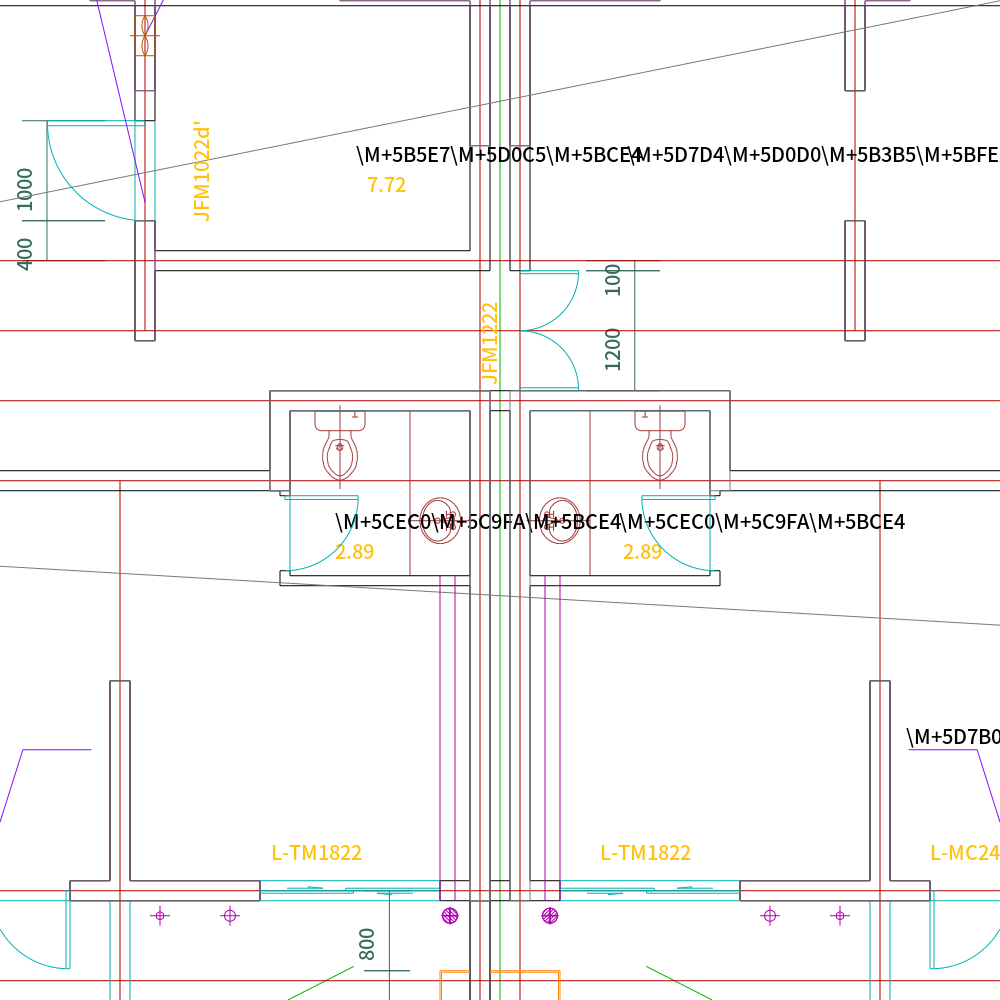 JFM1022d'
\M+5B5E7\M+5D0C5\M+5BCE4
\M+5D7D4\M+5D0D0\M+5B3B5\M+5BFE
7.72
1000
400
100
JFM1222
1200
\M+5CEC0\M+5C9FA\M+5BCE4
\M+5CEC0\M+5C9FA\M+5BCE4
2.89
2.89
\M+5D7B0
L-TM1822
L-TM1822
L-MC24
800